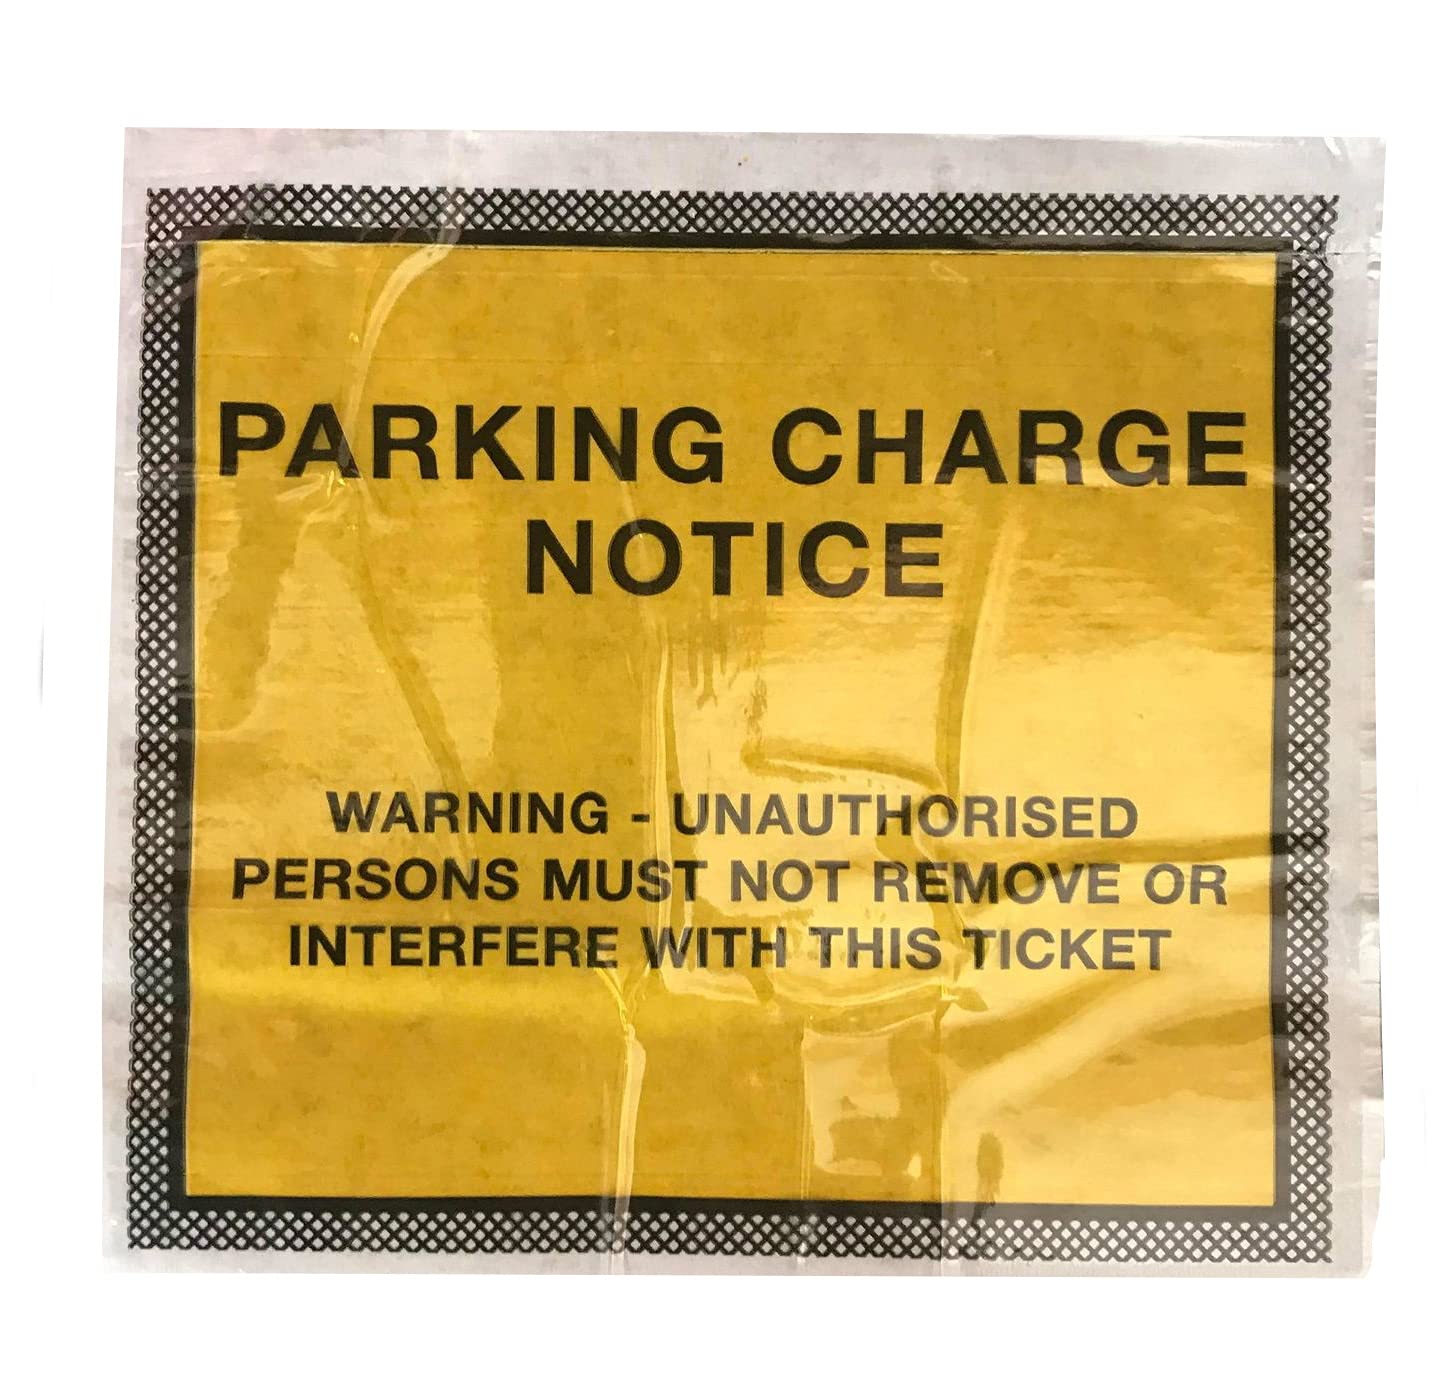 PARKING CHARGE
NOTICE
WARNING - UNAUTHORISED
PERSONS MUST NOT REMOVE OR
INTERFERE WITH THIS TICKET